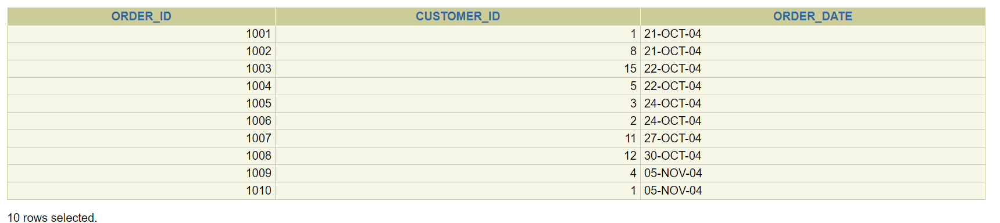 ORDER_ID CUSTOMER_ID ORDER_DATE
1001 1 21-OCT-04
1002 8 21-OCT-04
1003 15 22-OCT-04
1004 5 22-OCT-04
1005 3 24-OCT-04
1006 2 24-OCT-04
1007 11 27-OCT-04
1008 12 30-OCT-04
1009 4 05-NOV-04
1010 1 05-NOV-04
10 rows selected.